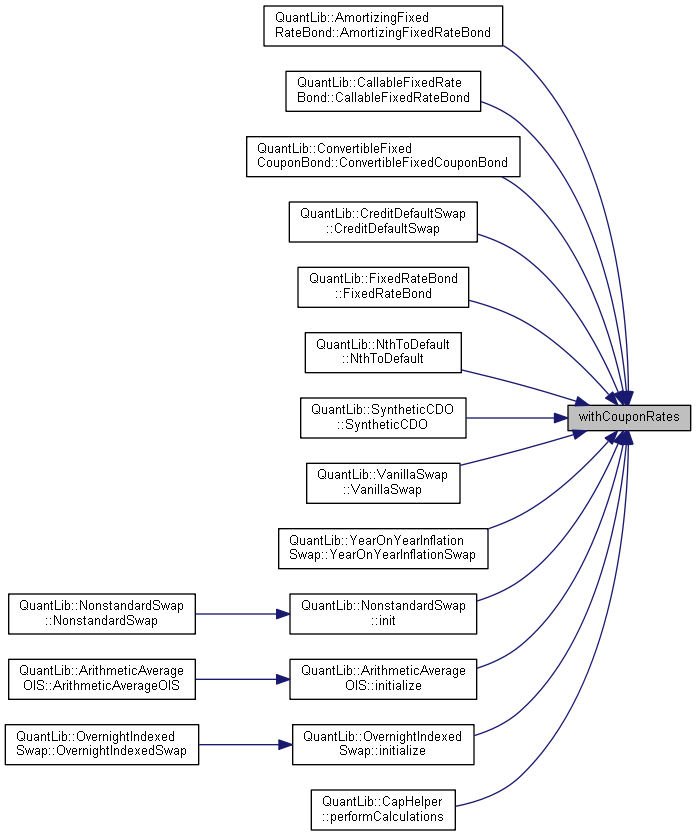 QuantLib::AmortizingFixed
RateBond::AmortizingFixedRateBond
QuantLib::CallableFixedRate
Bond::CallableFixedRateBond
QuantLib::ConvertibleFixed
CouponBond::ConvertibleFixedCouponBond
QuantLib::CreditDefaultSwap
::CreditDefaultSwap
QuantLib::FixedRateBond
::FixedRateBond
QuantLib::NthToDefault
::NthToDefault
withCouponRates
QuantLib::SyntheticCDO
::SyntheticCDO
QuantLib::VanillaSwap
::VanillaSwap
QuantLib::YearOnYearInflation
Swap::YearOnYearInflationSwap
QuantLib::NonstandardSwap
::NonstandardSwap
QuantLib::NonstandardSwap
::init
QuantLib::ArithmeticAverage
OIS::ArithmeticAverageOIS
QuantLib::ArithmeticAverage
OIS::initialize
QuantLib::OvernightIndexed
Swap::OvernightIndexedSwap
QuantLib::OvernightIndexed
Swap::initialize
QuantLib::CapHelper
::performCalculations